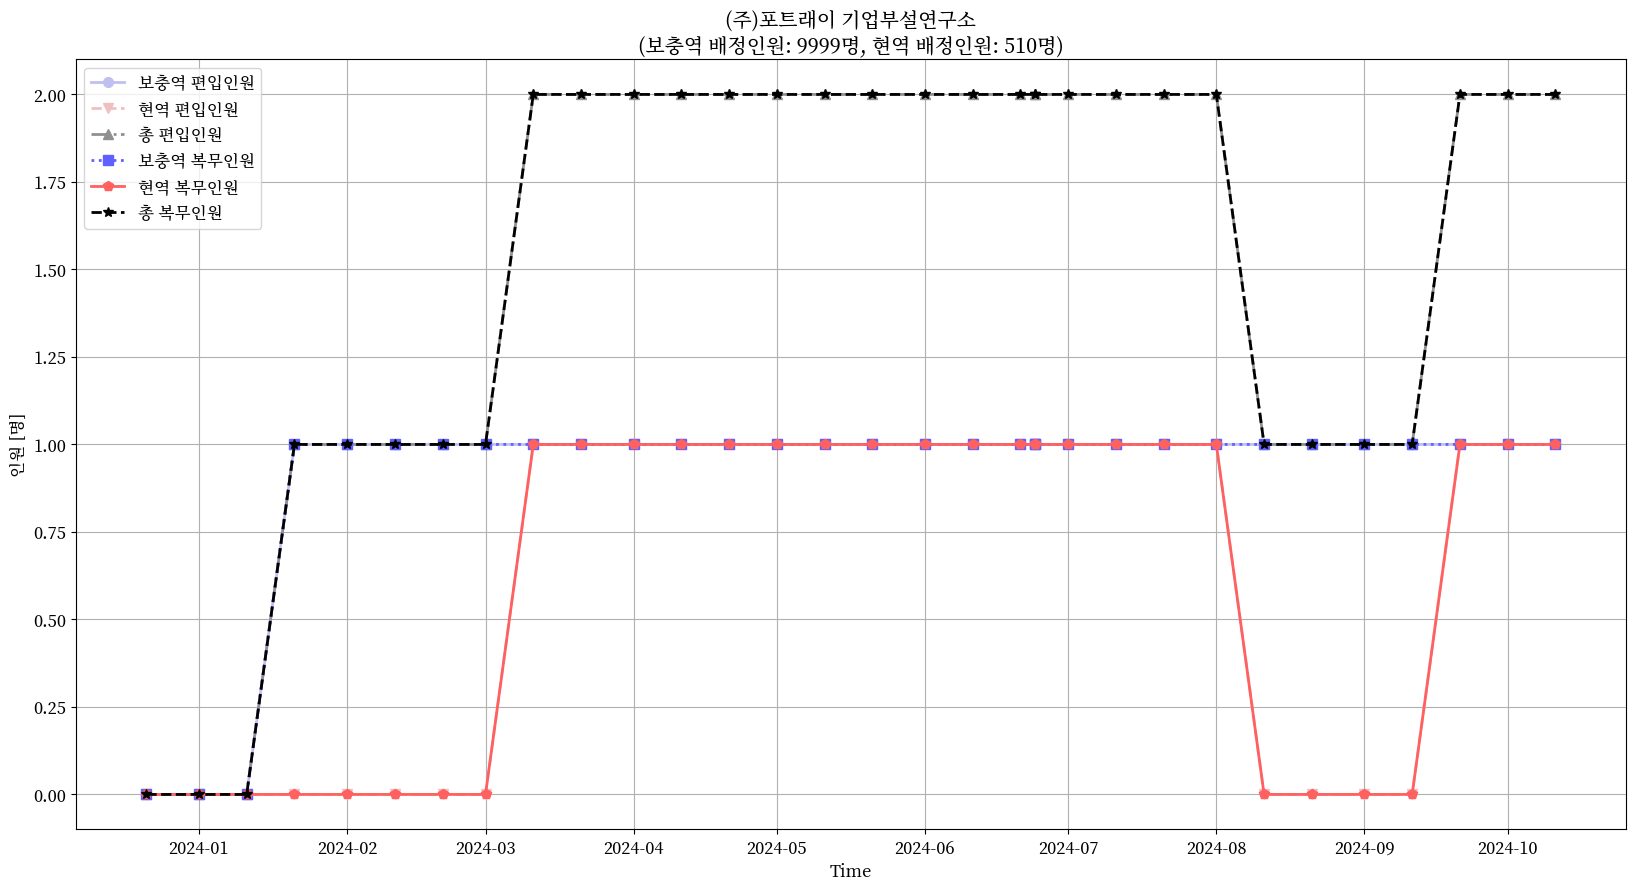 (주)포트래이 기업부설연구소
(보충역 배정인원: 9999명, 현역 배정인원: 510명)
보충역 편입인원
현역 편입인원
총 편입인원
보충역 복무인원
현역 복무인원
총 복무인원
2.00
1.75
1.50
1.25
1.00
0.75
0.50
0.25
0.00
인원 [명]
2024-01 2024-02 2024-03 2024-04 2024-05 2024-06 2024-07 2024-08 2024-09 2024-10
Time